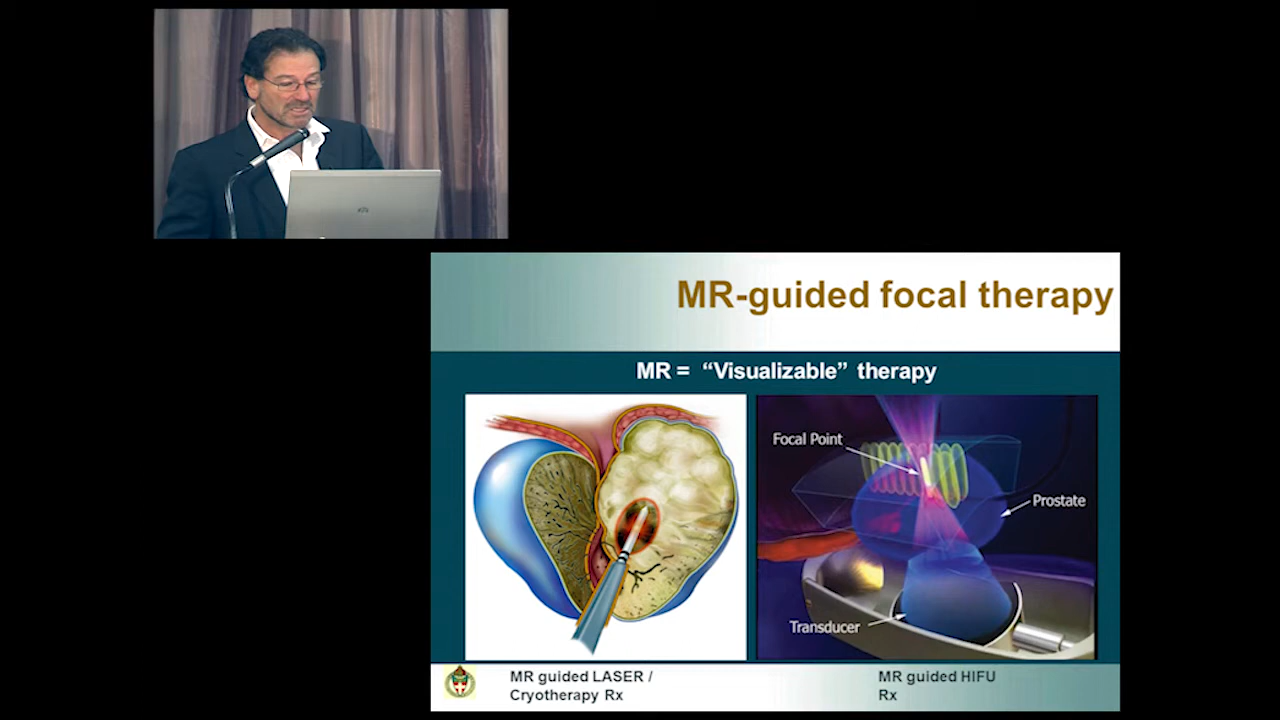 MR-guided focal therapy
MR = “Visualizable” therapy
Focal Point
Prostate
Transducer
MR guided LASER /
Cryotherapy Rx
MR guided HIFU
Rx